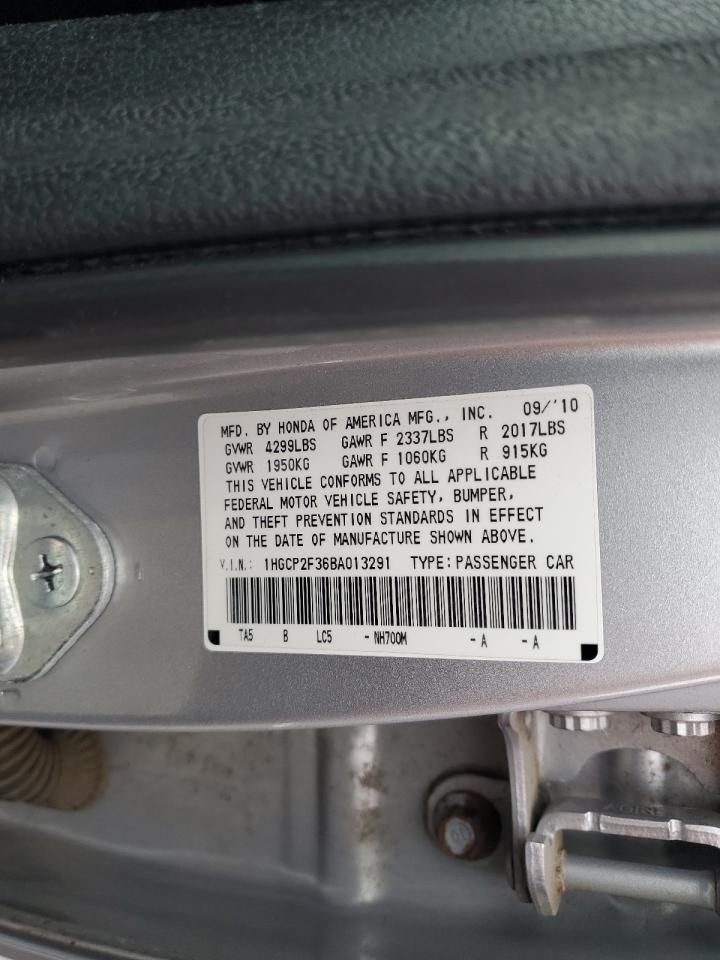 MFD. BY HONDA OF AMERICA MFG., INC. 09/'10
GVWR 4299LBS GAWR F 2337LBS R 2017LBS
GVWR 1950KG GAWR F 1060KG R 915KG
THIS VEHICLE CONFORMS TO ALL APPLICABLE
FEDERAL MOTOR VEHICLE SAFETY, BUMPER,
AND THEFT PREVENTION STANDARDS IN EFFECT
ON THE DATE OF MANUFACTURE SHOWN ABOVE.
V.I.N.: 1HGCP2F36BA013291 TYPE: PASSENGER CAR
TA5 B LC5 - NH700M - A - A